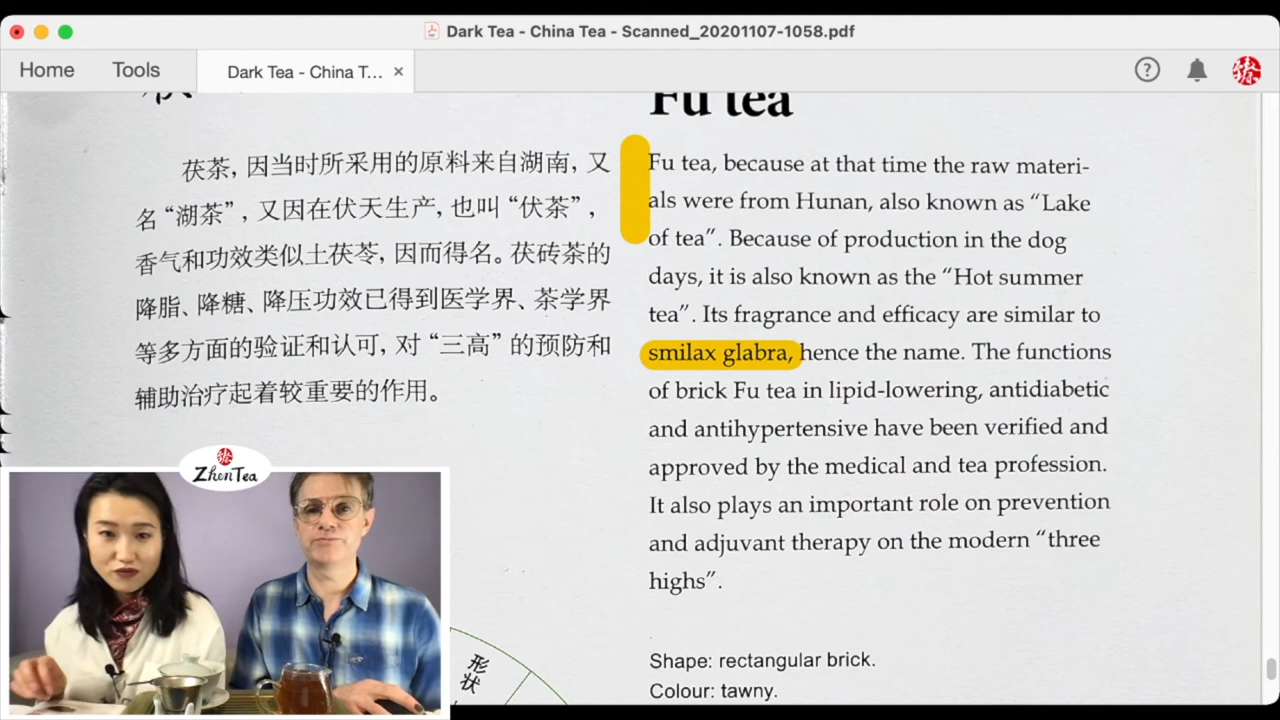 Dark Tea - China Tea - Scanned_20201107-1058.pdf
Home
Tools
Dark Tea - China T...
茯茶,因当时所采用的原料来自湖南,又
名“湖茶”,又因在伏天生产,也叫“伏茶”,
香气和功效类似土茯苓,因而得名。茯砖茶的
降脂、降糖、降压功效已得到医学界、茶学界
等多方面的验证和认可,对“三高”的预防和
辅助治疗起着较重要的作用。
Fu tea
Fu tea, because at that time the raw materi-
als were from Hunan, also known as “Lake
of tea”. Because of production in the dog
days, it is also known as the “Hot summer
tea”. Its fragrance and efficacy are similar to
smilax glabra, hence the name. The functions
of brick Fu tea in lipid-lowering, antidiabetic
and antihypertensive have been verified and
approved by the medical and tea profession.
It also plays an important role on prevention
and adjuvant therapy on the modern “three
highs”.
Shape: rectangular brick.
Colour: tawny.
形状
ZhenTea